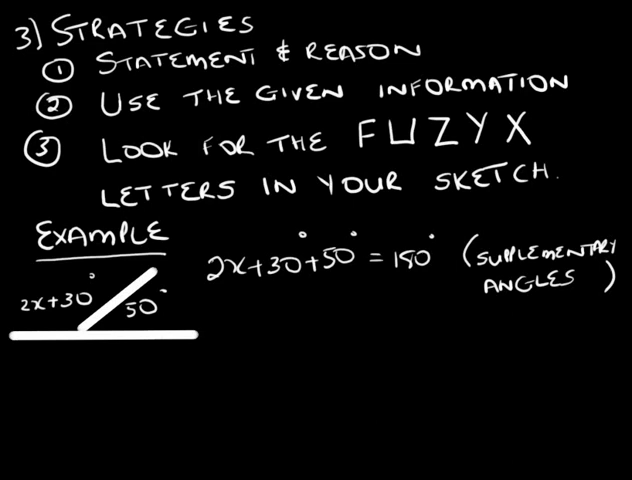 3) STRATEGIES
① STATEMENT & REASON
② USE THE GIVEN INFORMATION
③ LOOK FOR THE F U Z Y X
LETTERS IN YOUR SKETCH.
EXAMPLE
2x+30°+50° = 180° (SUPPLEMENTARY
ANGLES)
2x+30°
50°